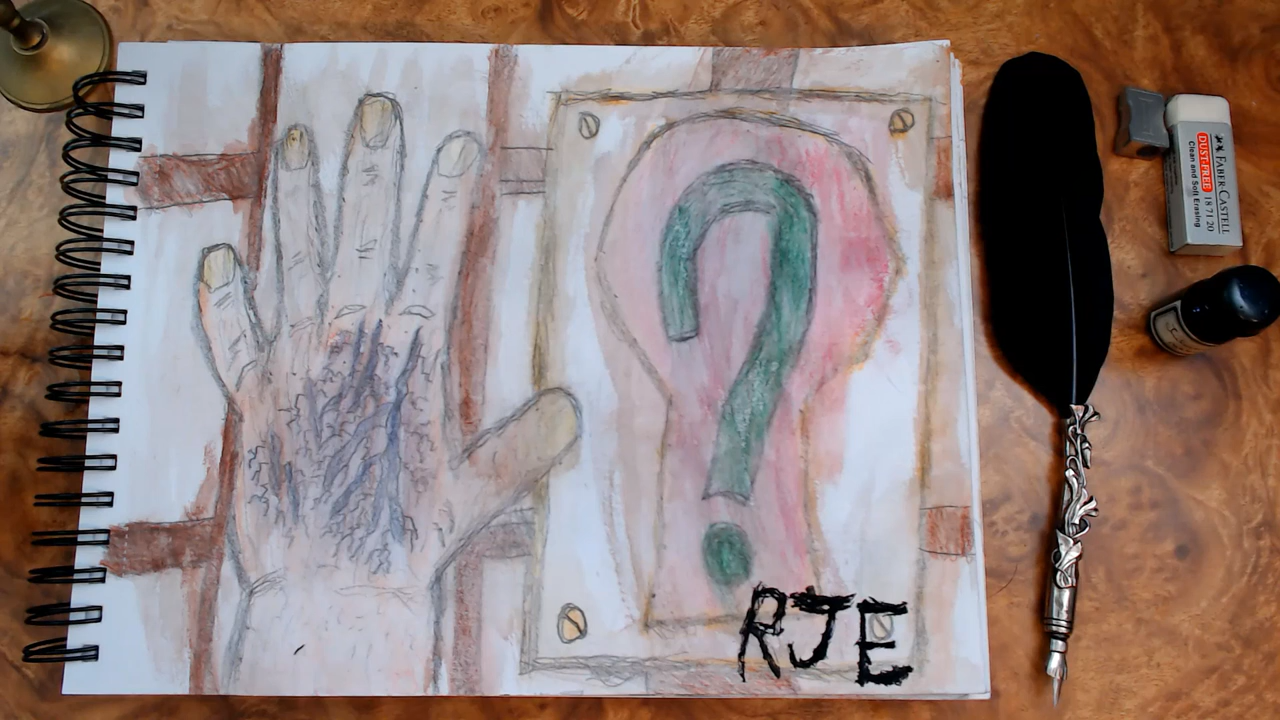 ?
RJE
FABER-CASTELL
DUST-FREE 18 71 20
Clean and Soft Erasing